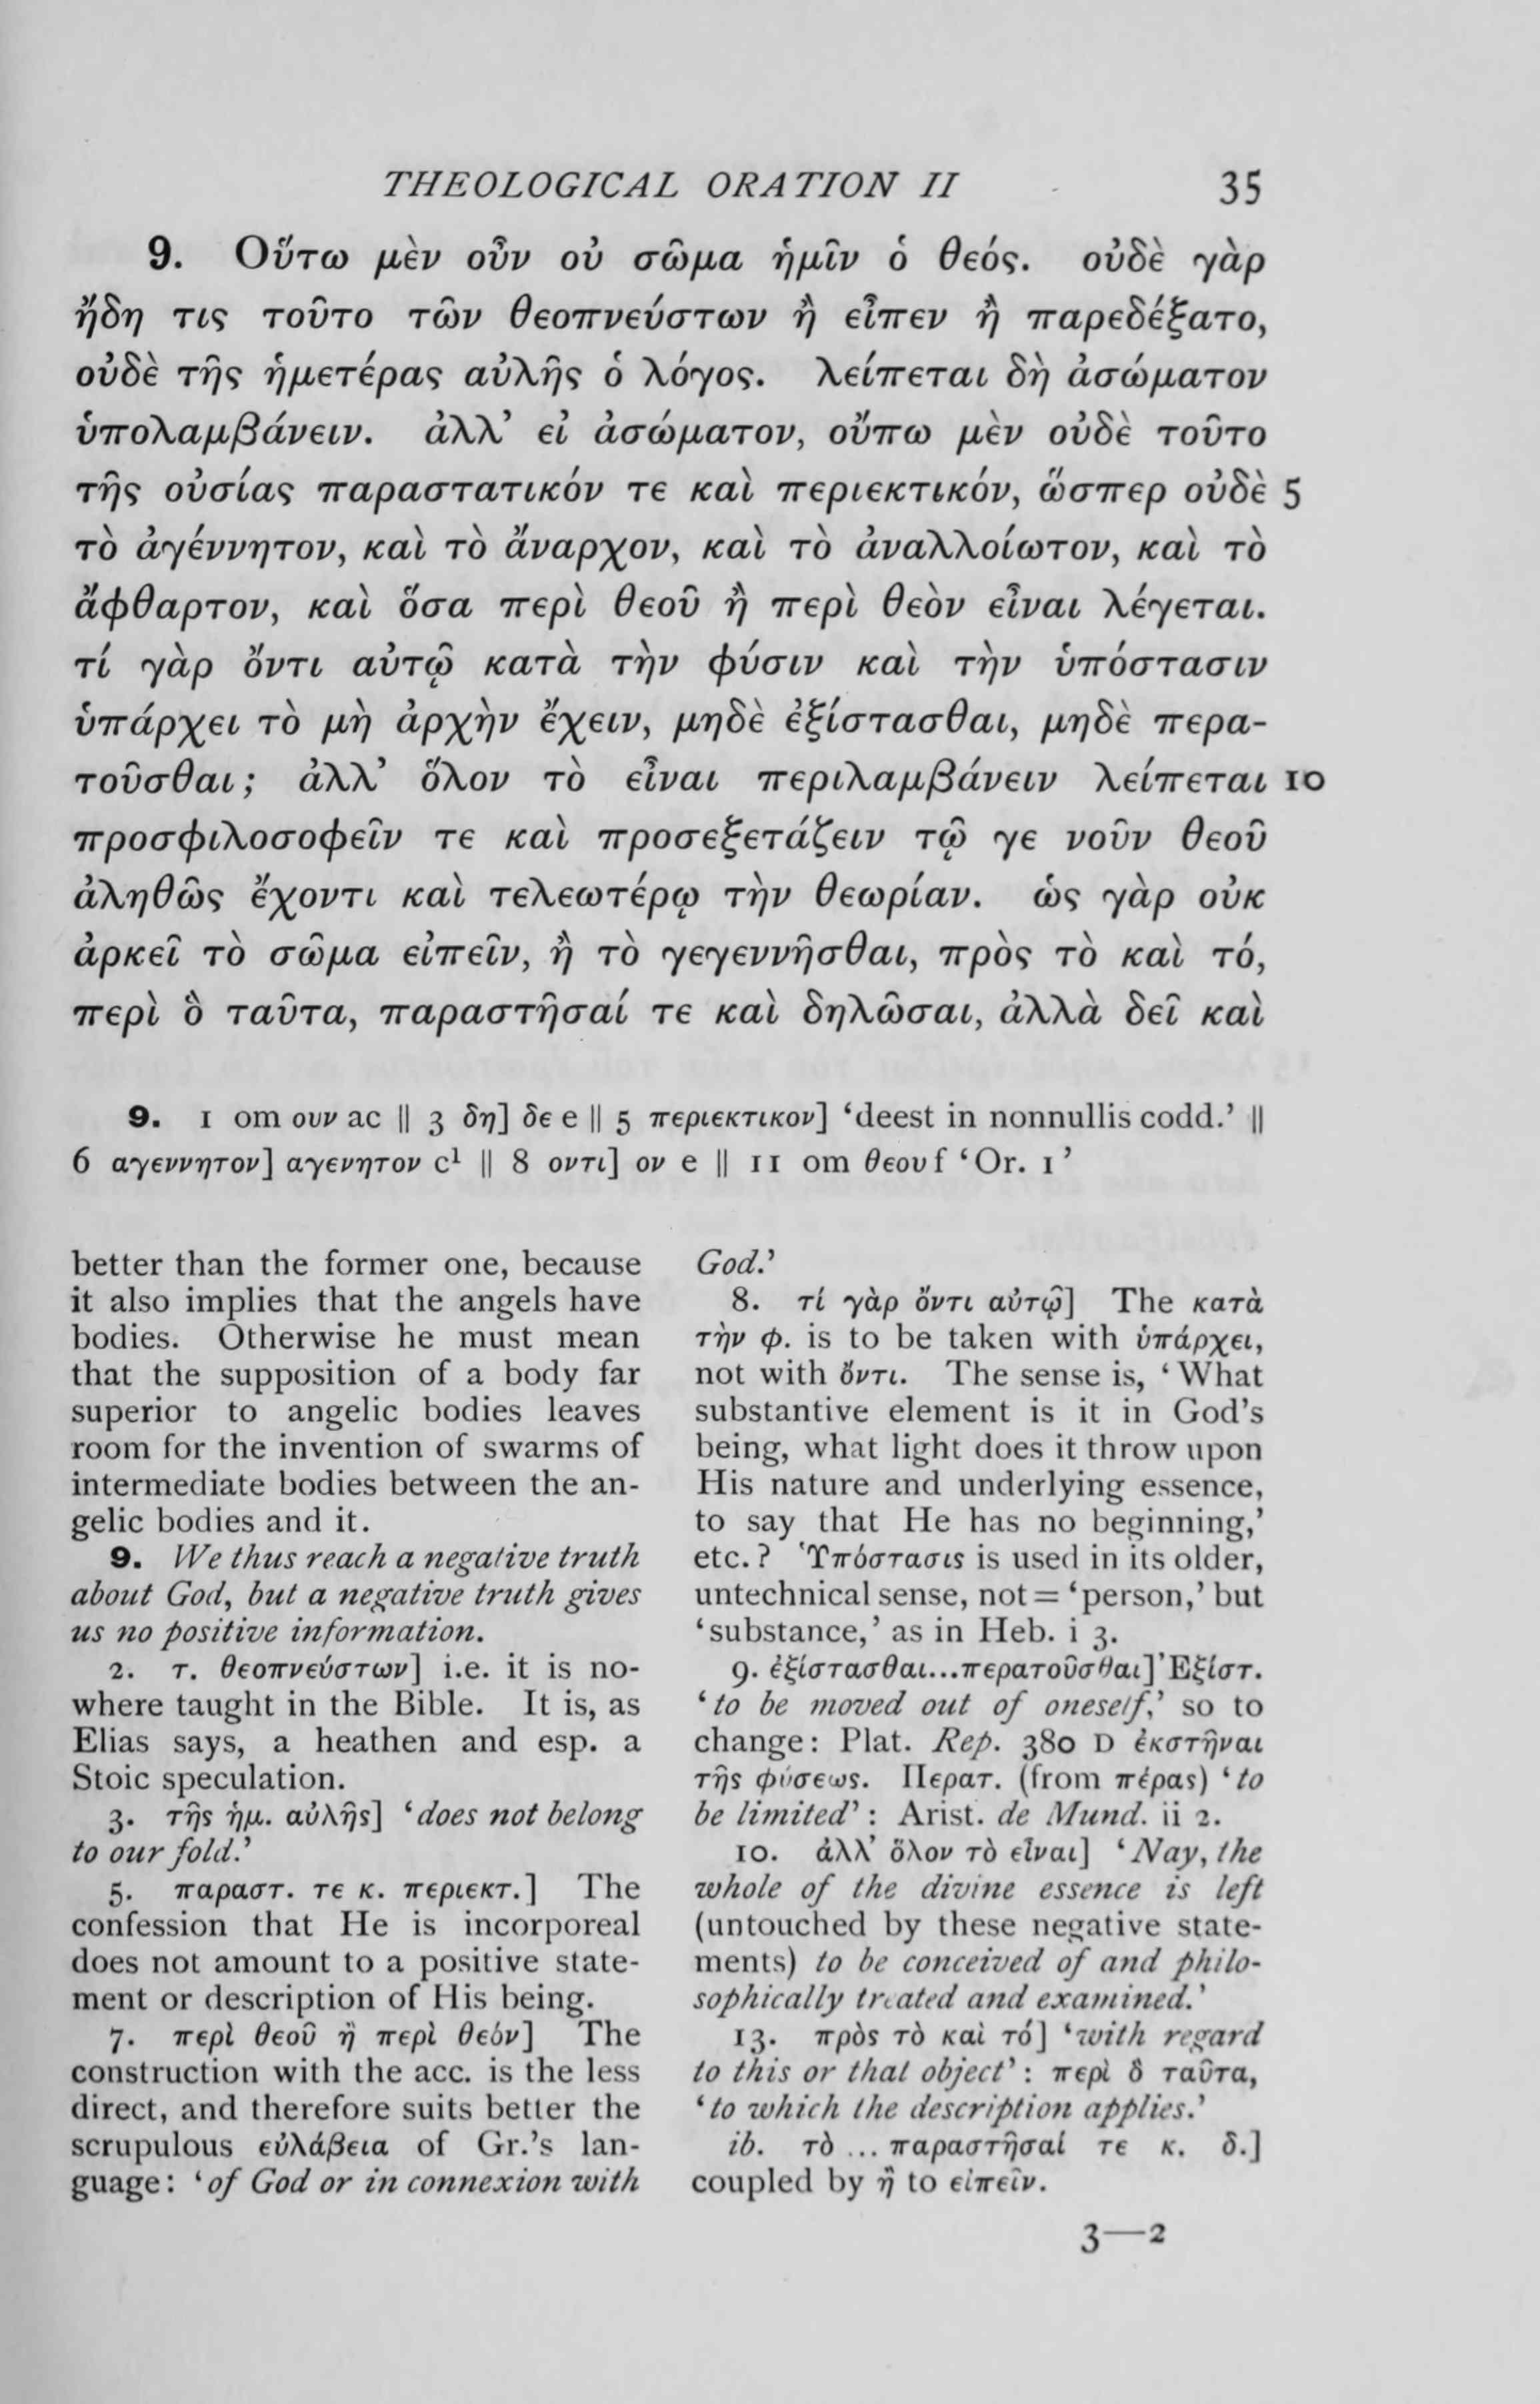 THEOLOGICAL ORATION II 35
9. Οὕτω μὲν οὖν οὐ σῶμα ἡμῖν ὁ θεός. οὐδὲ γὰρ
ἤδη τις τοῦτο τῶν θεοπνεύστων ἢ εἶπεν ἢ παρεδέξατο,
οὐδὲ τῆς ἡμετέρας αὐλῆς ὁ λόγος. λείπεται δὴ ἀσώματον
ὑπολαμβάνειν. ἀλλ’ εἰ ἀσώματον, οὔπω μὲν οὐδὲ τοῦτο
τῆς οὐσίας παραστατικόν τε καὶ περιεκτικόν, ὥσπερ οὐδὲ 5
τὸ ἀγέννητον, καὶ τὸ ἄναρχον, καὶ τὸ ἀναλλοίωτον, καὶ τὸ
ἄφθαρτον, καὶ ὅσα περὶ θεοῦ ἢ περὶ θεὸν εἶναι λέγεται.
τί γὰρ ὄντι αὐτῷ κατὰ τὴν φύσιν καὶ τὴν ὑπόστασιν
ὑπάρχει τὸ μὴ ἀρχὴν ἔχειν, μηδὲ ἐξίστασθαι, μηδὲ περα-
τοῦσθαι; ἀλλ’ ὅλον τὸ εἶναι περιλαμβάνειν λείπεται 10
προσφιλοσοφεῖν τε καὶ προσεξετάζειν τῷ γε νοῦν θεοῦ
ἀληθῶς ἔχοντι καὶ τελεωτέρῳ τὴν θεωρίαν. ὡς γὰρ οὐκ
ἀρκεῖ τὸ σῶμα εἰπεῖν, ἢ τὸ γεγεννῆσθαι, πρὸς τὸ καὶ τό,
περὶ ὃ ταῦτα, παραστῆσαί τε καὶ δηλῶσαι, ἀλλὰ δεῖ καὶ
9. 1 om ουν ac || 3 δη] δε e || 5 περιεκτικον] ‘deest in nonnullis codd.’ ||
6 αγεννητον] αγενητον c¹ || 8 οντι] ον e || 11 om θεου f ‘Or. 1’
better than the former one, because
it also implies that the angels have
bodies. Otherwise he must mean
that the supposition of a body far
superior to angelic bodies leaves
room for the invention of swarms of
intermediate bodies between the an-
gelic bodies and it.
9. We thus reach a negative truth
about God, but a negative truth gives
us no positive information.
2. τ. θεοπνεύστων] i.e. it is no-
where taught in the Bible. It is, as
Elias says, a heathen and esp. a
Stoic speculation.
3. τῆς ἡμ. αὐλῆς] ‘does not belong
to our fold.’
5. παραστ. τε κ. περιεκτ.] The
confession that He is incorporeal
does not amount to a positive state-
ment or description of His being.
7. περὶ θεοῦ ἢ περὶ θεόν] The
construction with the acc. is the less
direct, and therefore suits better the
scrupulous εὐλάβεια of Gr.’s lan-
guage: ‘of God or in connexion with
God.’
8. τί γὰρ ὄντι αὐτῷ] The κατὰ
τὴν φ. is to be taken with ὑπάρχει,
not with ὄντι. The sense is, ‘What
substantive element is it in God’s
being, what light does it throw upon
His nature and underlying essence,
to say that He has no beginning,’
etc.? Ὑπόστασις is used in its older,
untechnical sense, not = ‘person,’ but
‘substance,’ as in Heb. i 3.
9. ἐξίστασθαι...περατοῦσθαι] Ἐξίστ.
‘to be moved out of oneself,’ so to
change: Plat. Rep. 380 D ἐκστῆναι
τῆς φύσεως. Περατ. (from πέρας) ‘to
be limited’: Arist. de Mund. ii 2.
10. ἀλλ’ ὅλον τὸ εἶναι] ‘Nay, the
whole of the divine essence is left
(untouched by these negative state-
ments) to be conceived of and philo-
sophically treated and examined.’
13. πρὸς τὸ καὶ τό] ‘with regard
to this or that object’: περὶ ὃ ταῦτα,
‘to which the description applies.’
ib. τὸ ... παραστῆσαί τε κ. δ.]
coupled by ἢ to εἰπεῖν.
3—2